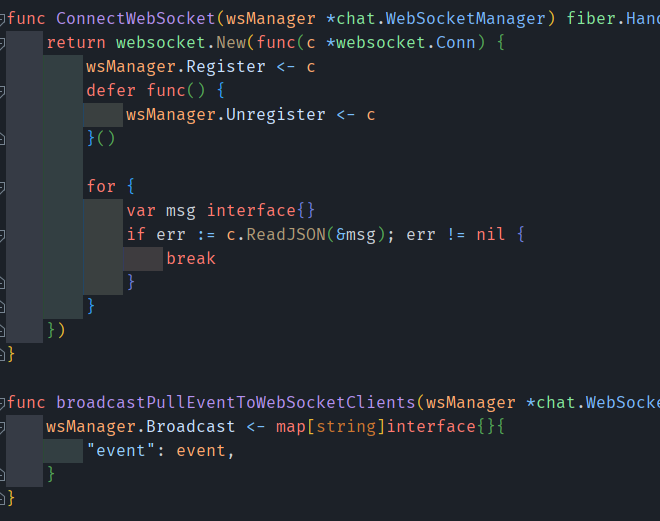 func ConnectWebSocket(wsManager *chat.WebSocketManager) fiber.Hand
return websocket.New(func(c *websocket.Conn) {
wsManager.Register <- c
defer func() {
wsManager.Unregister <- c
}()
for {
var msg interface{}
if err := c.ReadJSON(&msg); err != nil {
break
}
}
})
}
func broadcastPullEventToWebSocketClients(wsManager *chat.WebSocke
wsManager.Broadcast <- map[string]interface{}{
"event": event,
}
}